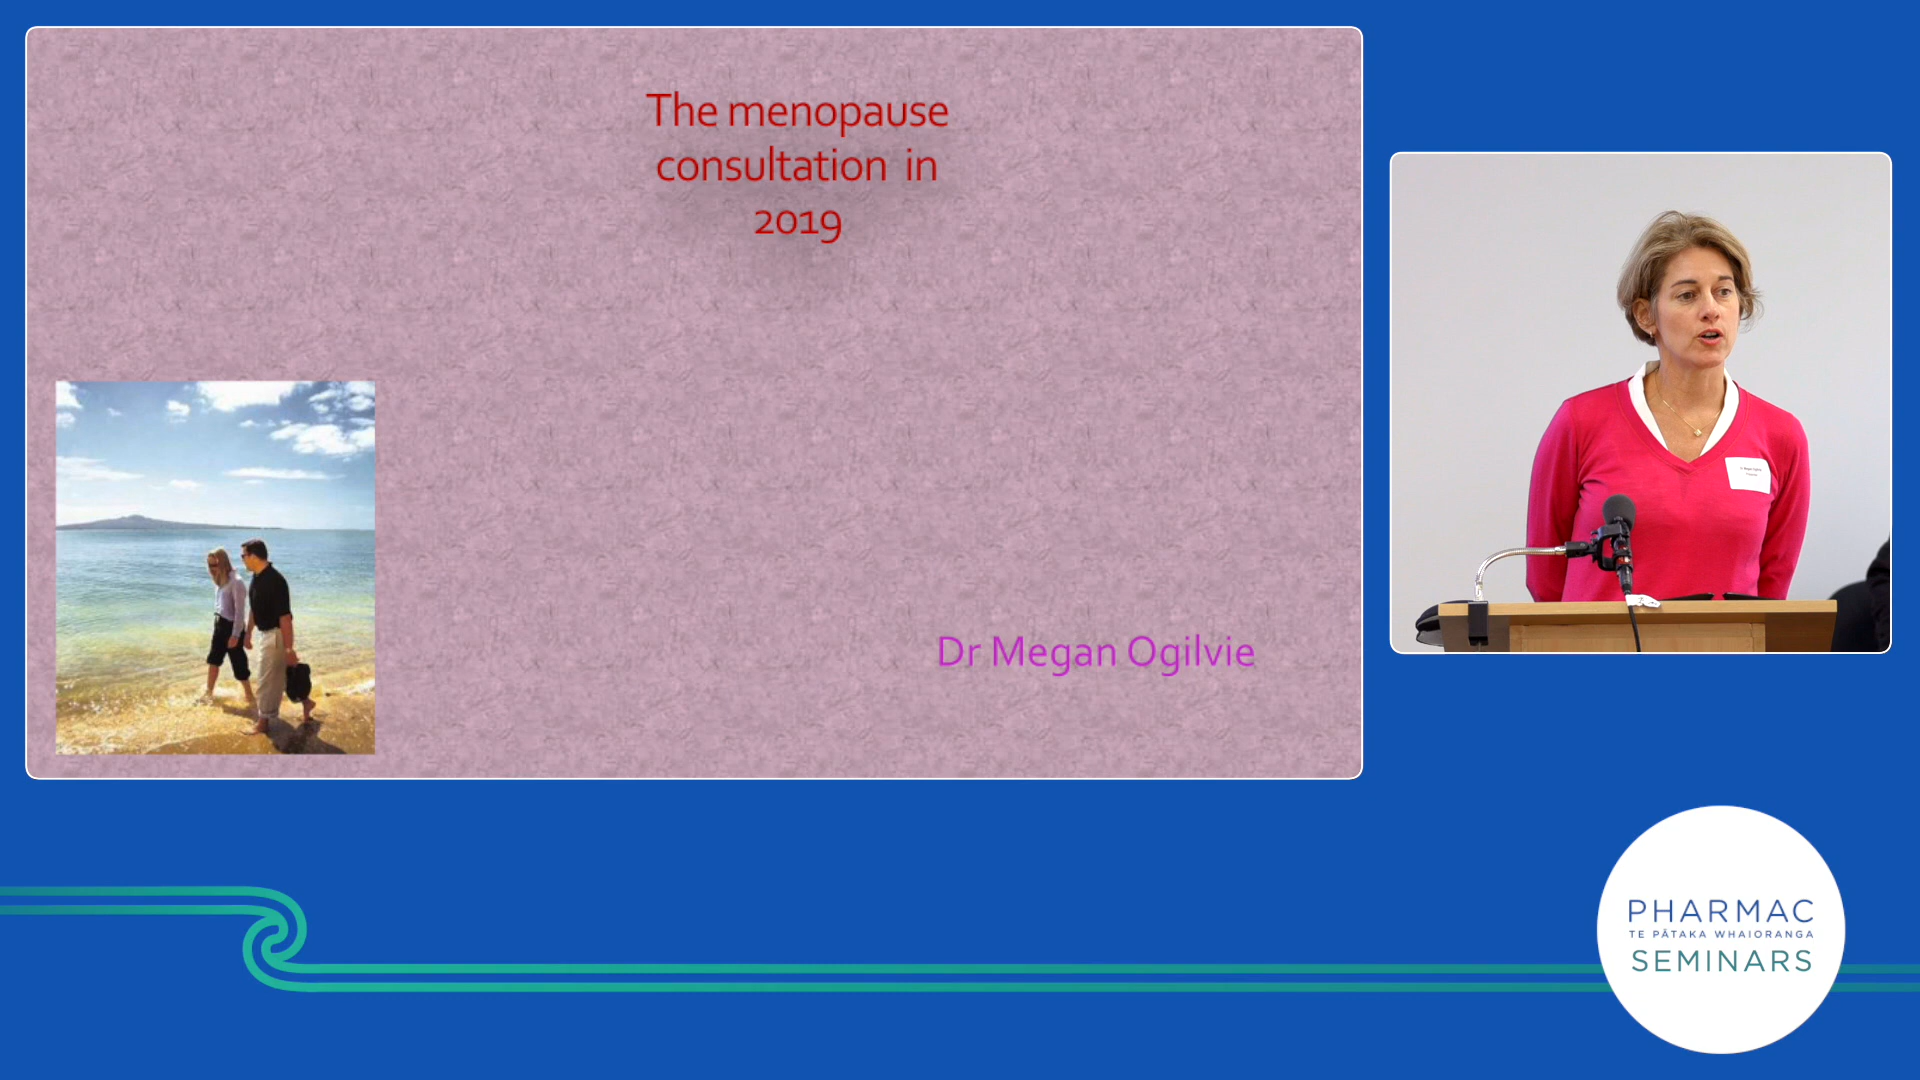 The menopause
consultation in
2019
Dr Megan Ogilvie
PHARMAC
TE PĀTAKA WHAIORANGA
SEMINARS